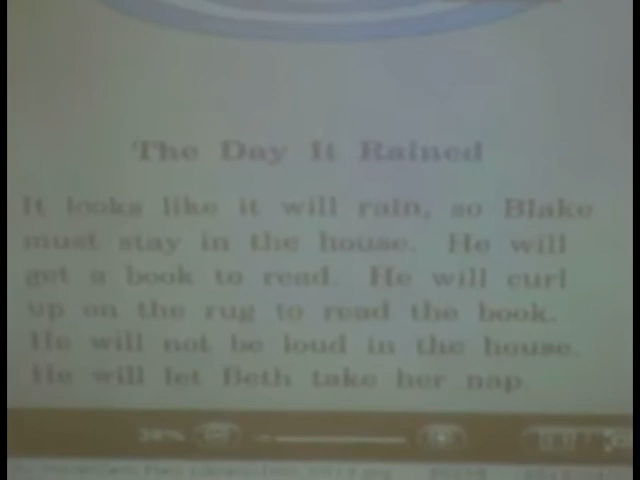 The Day It Rained
It looks like it will rain, so Blake
must stay in the house. He will
get a book to read. He will curl
up on the rug to read the book.
He will not be loud in the house.
He will let Beth take her nap
38%